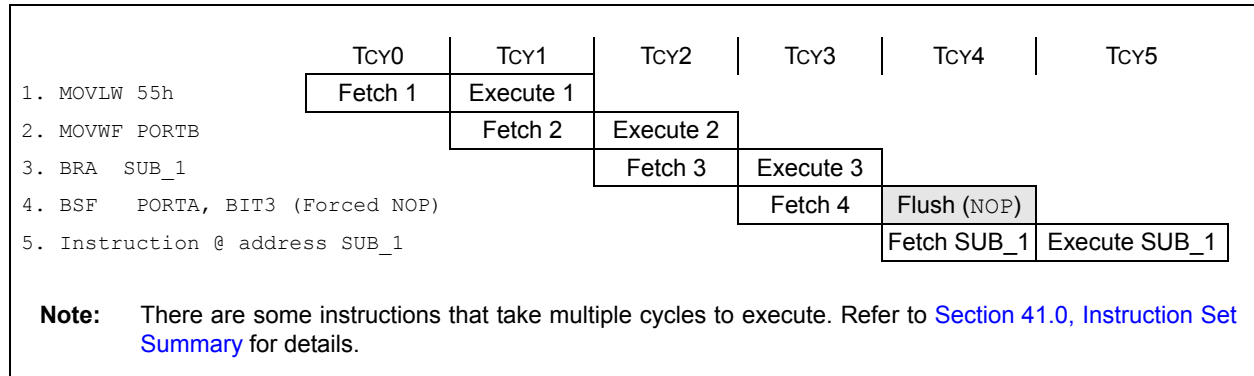 TCY0 TCY1 TCY2 TCY3 TCY4 TCY5
1. MOVLW 55h Fetch 1 Execute 1
2. MOVWF PORTB Fetch 2 Execute 2
3. BRA SUB_1 Fetch 3 Execute 3
4. BSF PORTA, BIT3 (Forced NOP) Fetch 4 Flush (NOP)
5. Instruction @ address SUB_1 Fetch SUB_1 Execute SUB_1
Note: There are some instructions that take multiple cycles to execute. Refer to Section 41.0, Instruction Set
Summary for details.